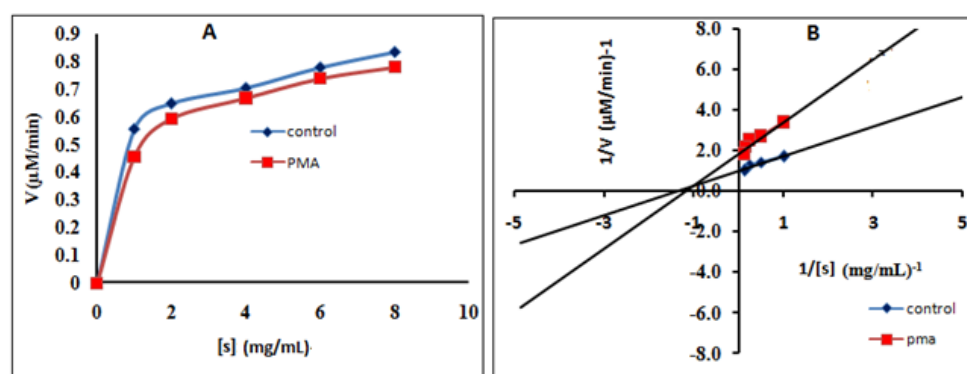 A
0.9
0.8
0.7
0.6
0.5
0.4
0.3
0.2
0.1
0
V(μM/min)
control
PMA
0 2 4 6 8 10
[s] (mg/mL)
B
8.0
6.0
4.0
2.0
0.0
-2.0
-4.0
-6.0
-8.0
1/V (μM/min)-1
-5 -3 -1 1 3 5
1/[s] (mg/mL)-1
control
pma